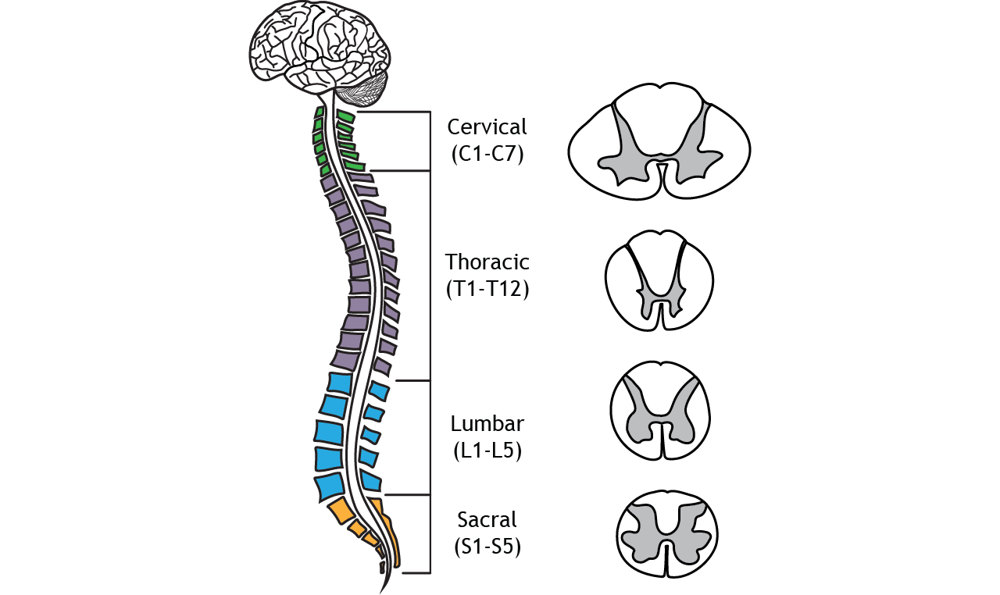 Cervical
(C1-C7)
Thoracic
(T1-T12)
Lumbar
(L1-L5)
Sacral
(S1-S5)